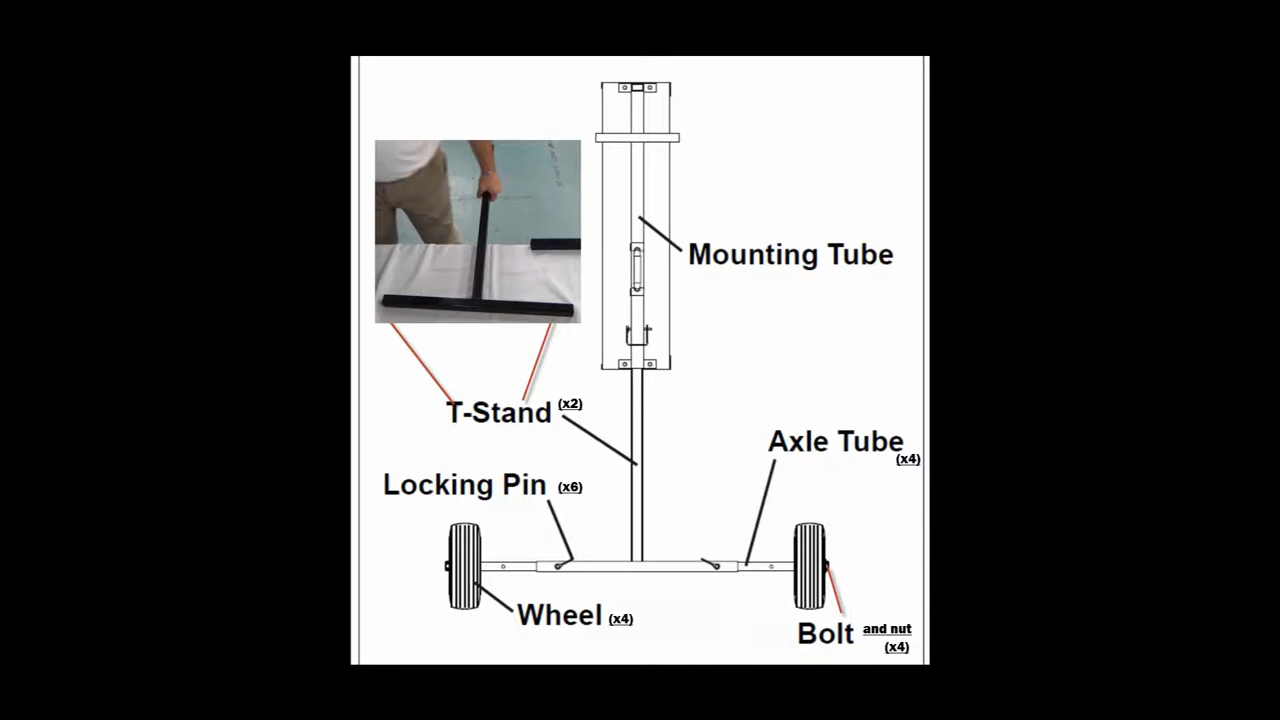 Mounting Tube
T-Stand (x2)
Axle Tube
(x4)
Locking Pin (x6)
Wheel (x4)
Bolt and nut
(x4)